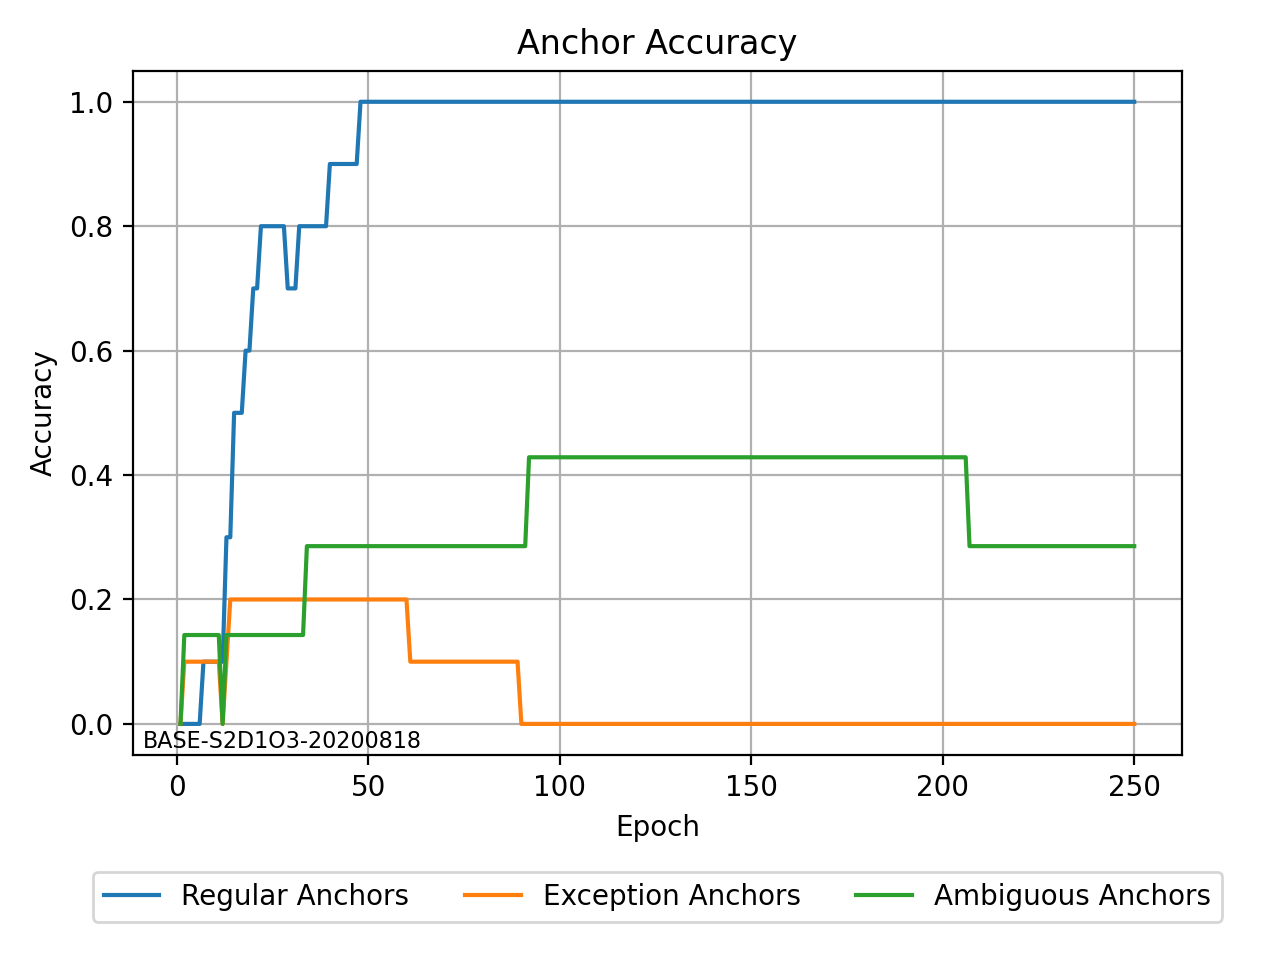 Anchor Accuracy
Accuracy
1.0
0.8
0.6
0.4
0.2
0.0
BASE-S2D1O3-20200818
0 50 100 150 200 250
Epoch
Regular Anchors Exception Anchors Ambiguous Anchors